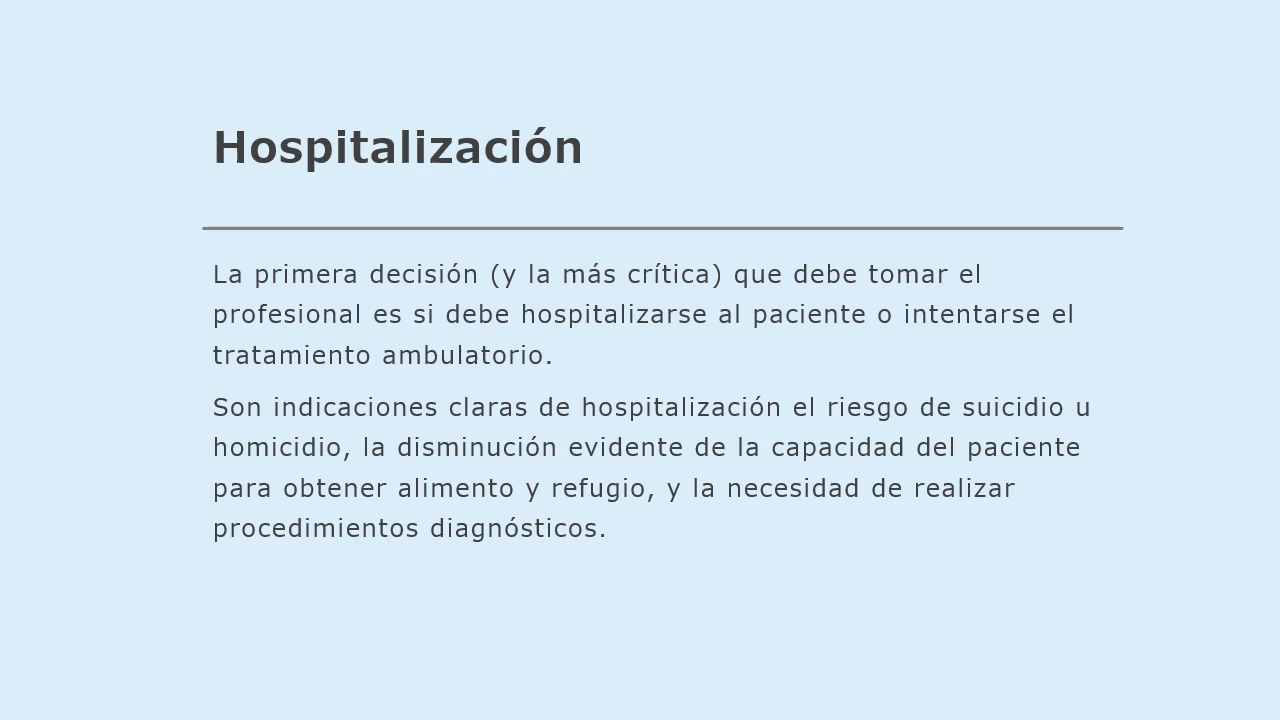 Hospitalización
La primera decisión (y la más crítica) que debe tomar el
profesional es si debe hospitalizarse al paciente o intentarse el
tratamiento ambulatorio.
Son indicaciones claras de hospitalización el riesgo de suicidio u
homicidio, la disminución evidente de la capacidad del paciente
para obtener alimento y refugio, y la necesidad de realizar
procedimientos diagnósticos.